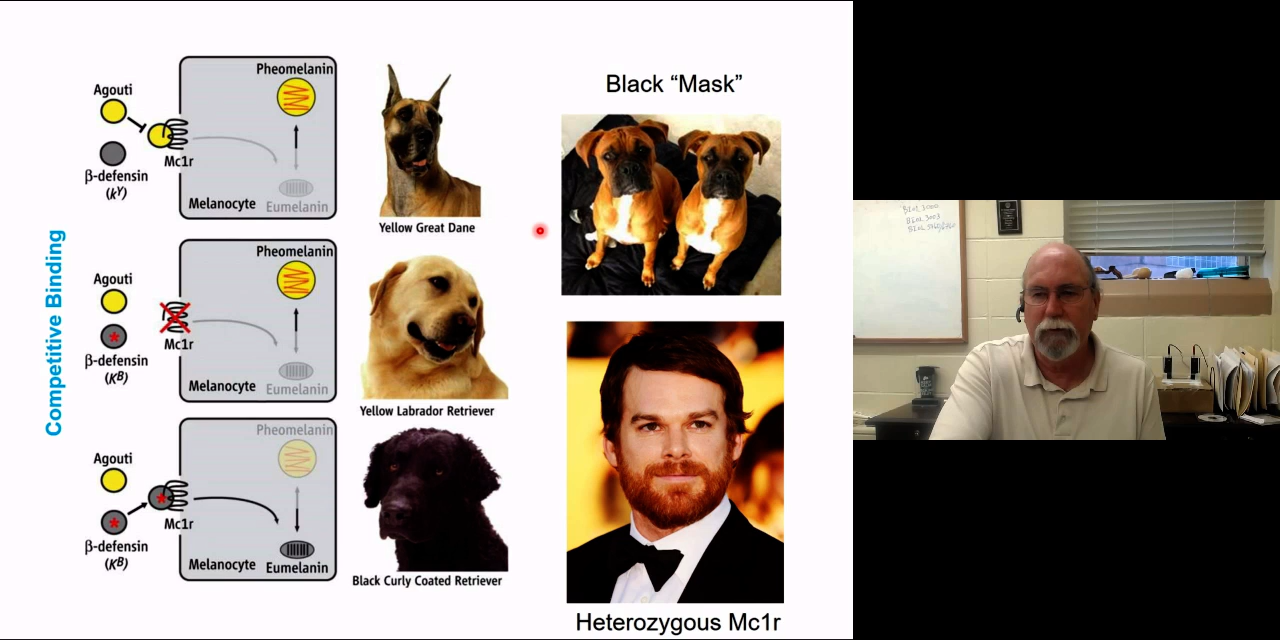 Competitive Binding
Agouti
β-defensin
(kʸ)
Mc1r
Pheomelanin
Melanocyte
Eumelanin
Yellow Great Dane
Agouti
β-defensin
(Kᴮ)
Mc1r
Pheomelanin
Melanocyte
Eumelanin
Yellow Labrador Retriever
Agouti
β-defensin
(Kᴮ)
Mc1r
Pheomelanin
Melanocyte
Eumelanin
Black Curly Coated Retriever
Black “Mask”
Heterozygous Mc1r